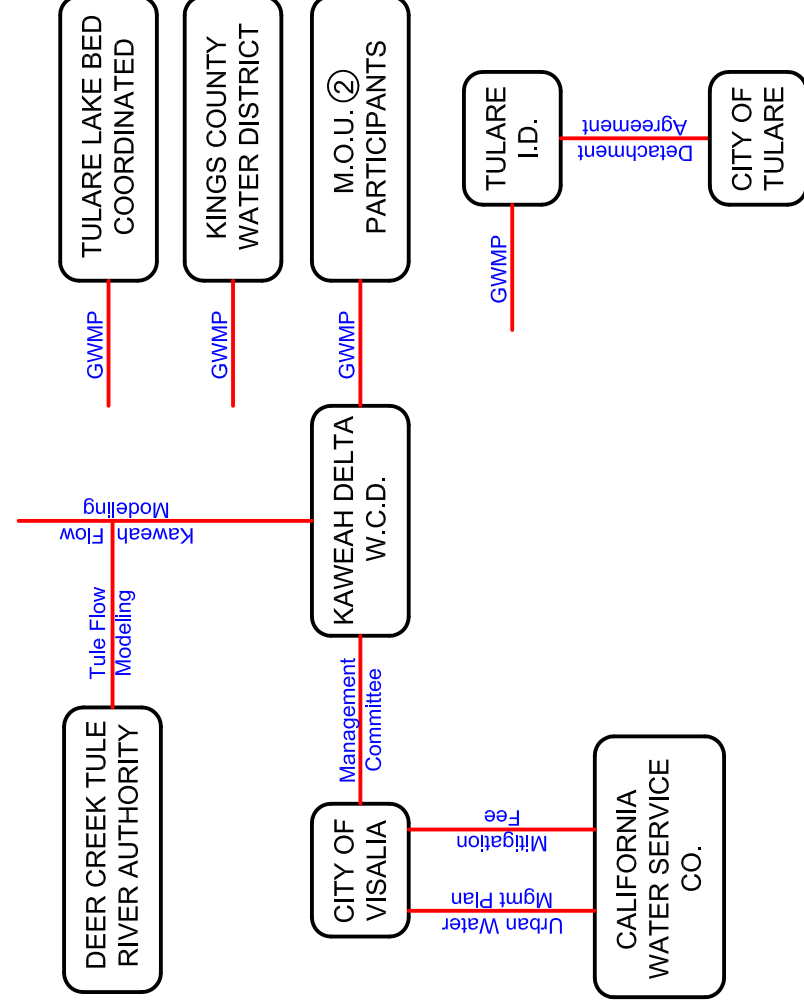 TULARE LAKE BED
COORDINATED
KINGS COUNTY
WATER DISTRICT
M.O.U. ②
PARTICIPANTS
TULARE
I.D.
CITY OF
TULARE
Detachment
Agreement
GWMP
GWMP
GWMP
GWMP
KAWEAH DELTA
W.C.D.
Kaweah Flow
Modeling
Tule Flow
Modeling
Management
Committee
DEER CREEK TULE
RIVER AUTHORITY
CITY OF
VISALIA
Mitigation
Fee
Urban Water
Mgmt Plan
CALIFORNIA
WATER SERVICE
CO.